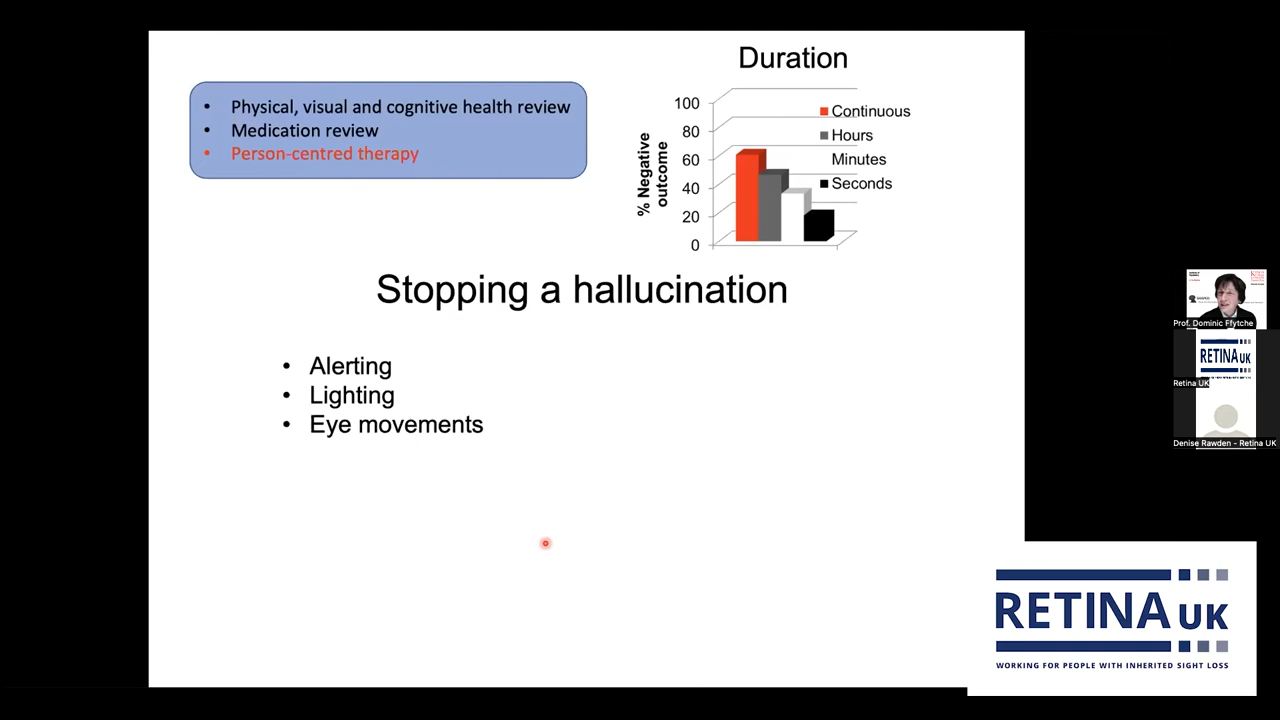 • Physical, visual and cognitive health review
• Medication review
• Person-centred therapy
Duration
% Negative
outcome
100
80
60
40
20
0
Continuous
Hours
Minutes
Seconds
Stopping a hallucination
• Alerting
• Lighting
• Eye movements
Prof. Dominic Ffytche
RETINA UK
Retina UK
Denise Rawden - Retina UK
RETINA UK
WORKING FOR PEOPLE WITH INHERITED SIGHT LOSS